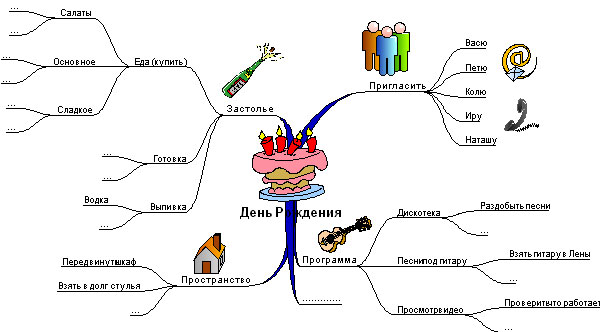 ...
Салаты
...
...
Основное
Еда (купить)
...
...
Сладкое
...
Застолье
...
Готовка
...
Водка
Выпивка
...
Пригласить
Васю
Петю
Колю
Иру
Наташу
День Рождения
Передвинуть шкаф
Взять в долг стулья
Пространство
...
Программа
Дискотека
Раздобыть песни
...
Песни под гитару
Взять гитару в Лены
...
Просмотр видео
Проверить что работает
...
...............